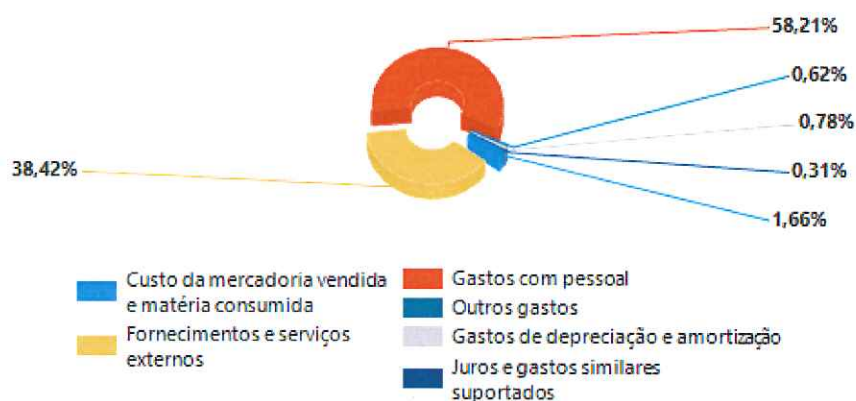 58,21%
0,62%
0,78%
38,42%
0,31%
1,66%
Custo da mercadoria vendida
e matéria consumida
Fornecimentos e serviços
externos
Gastos com pessoal
Outros gastos
Gastos de depreciação e amortização
Juros e gastos similares
suportados